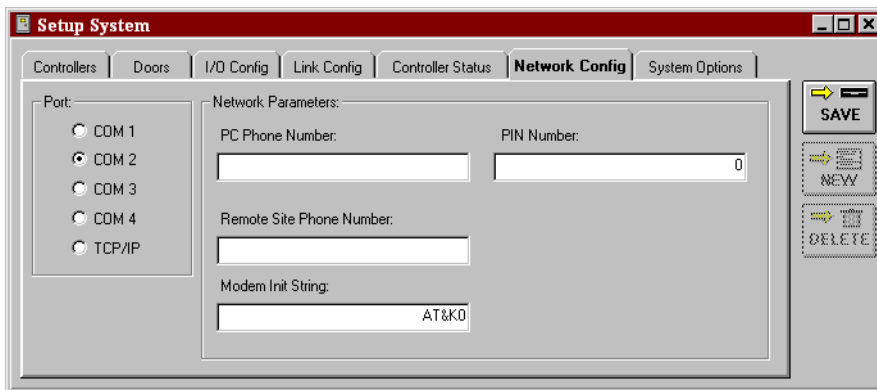 Setup System
Controllers Doors I/O Config Link Config Controller Status Network Config System Options
Port:
COM 1
COM 2
COM 3
COM 4
TCP/IP
Network Parameters:
PC Phone Number:
PIN Number:
0
Remote Site Phone Number:
Modem Init String:
AT&K0
SAVE
NEW
DELETE